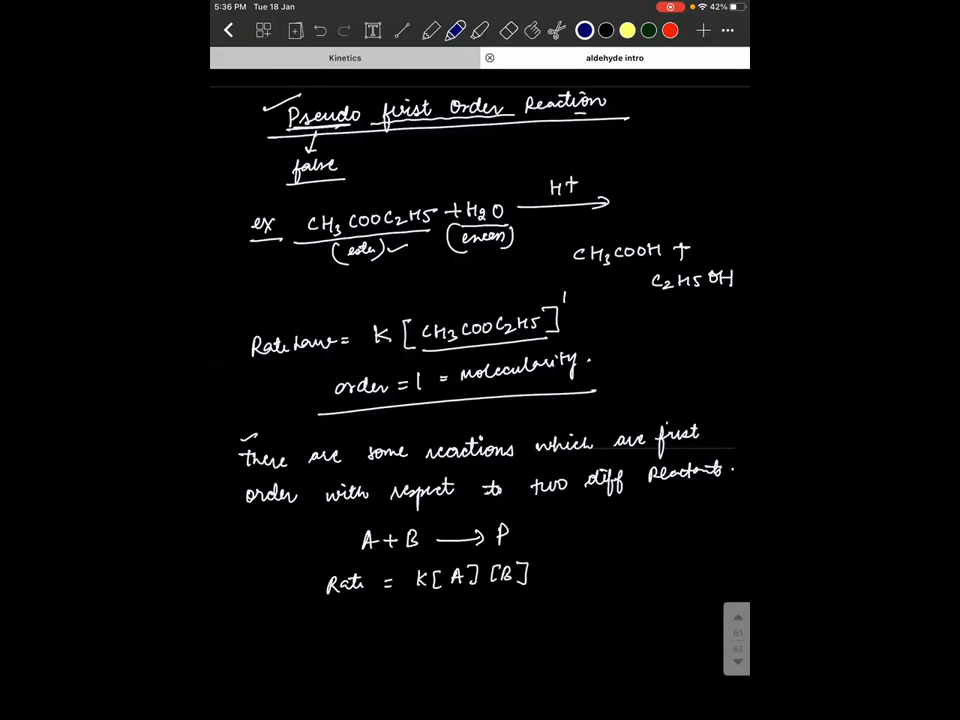 5:36 PM Tue 18 Jan
42%
Kinetics
aldehyde intro
Pseudo first order Reaction
false
ex CH3COOC2H5 + H2O H+
(ester) (excess)
CH3COOH +
C2H5OH
Rate Law = K [CH3COOC2H5]1
order = 1 = molecularity.
There are some reactions which are first
order with respect to two diff Reactants.
A + B → P
Rate = K[A][B]
61
62